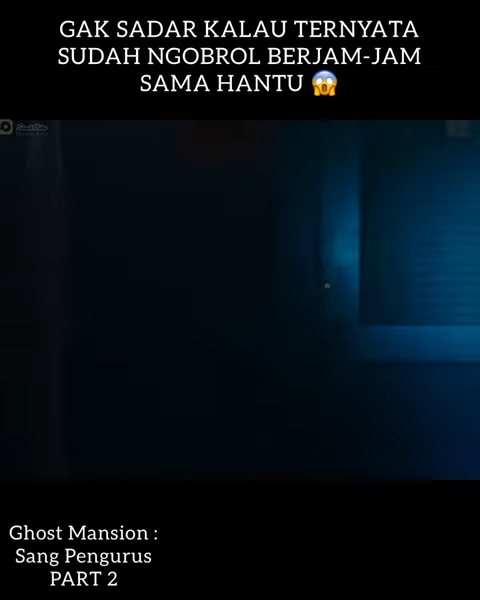 GAK SADAR KALAU TERNYATA
SUDAH NGOBROL BERJAM-JAM
SAMA HANTU 😱
Ghost Mansion :
Sang Pengurus
PART 2